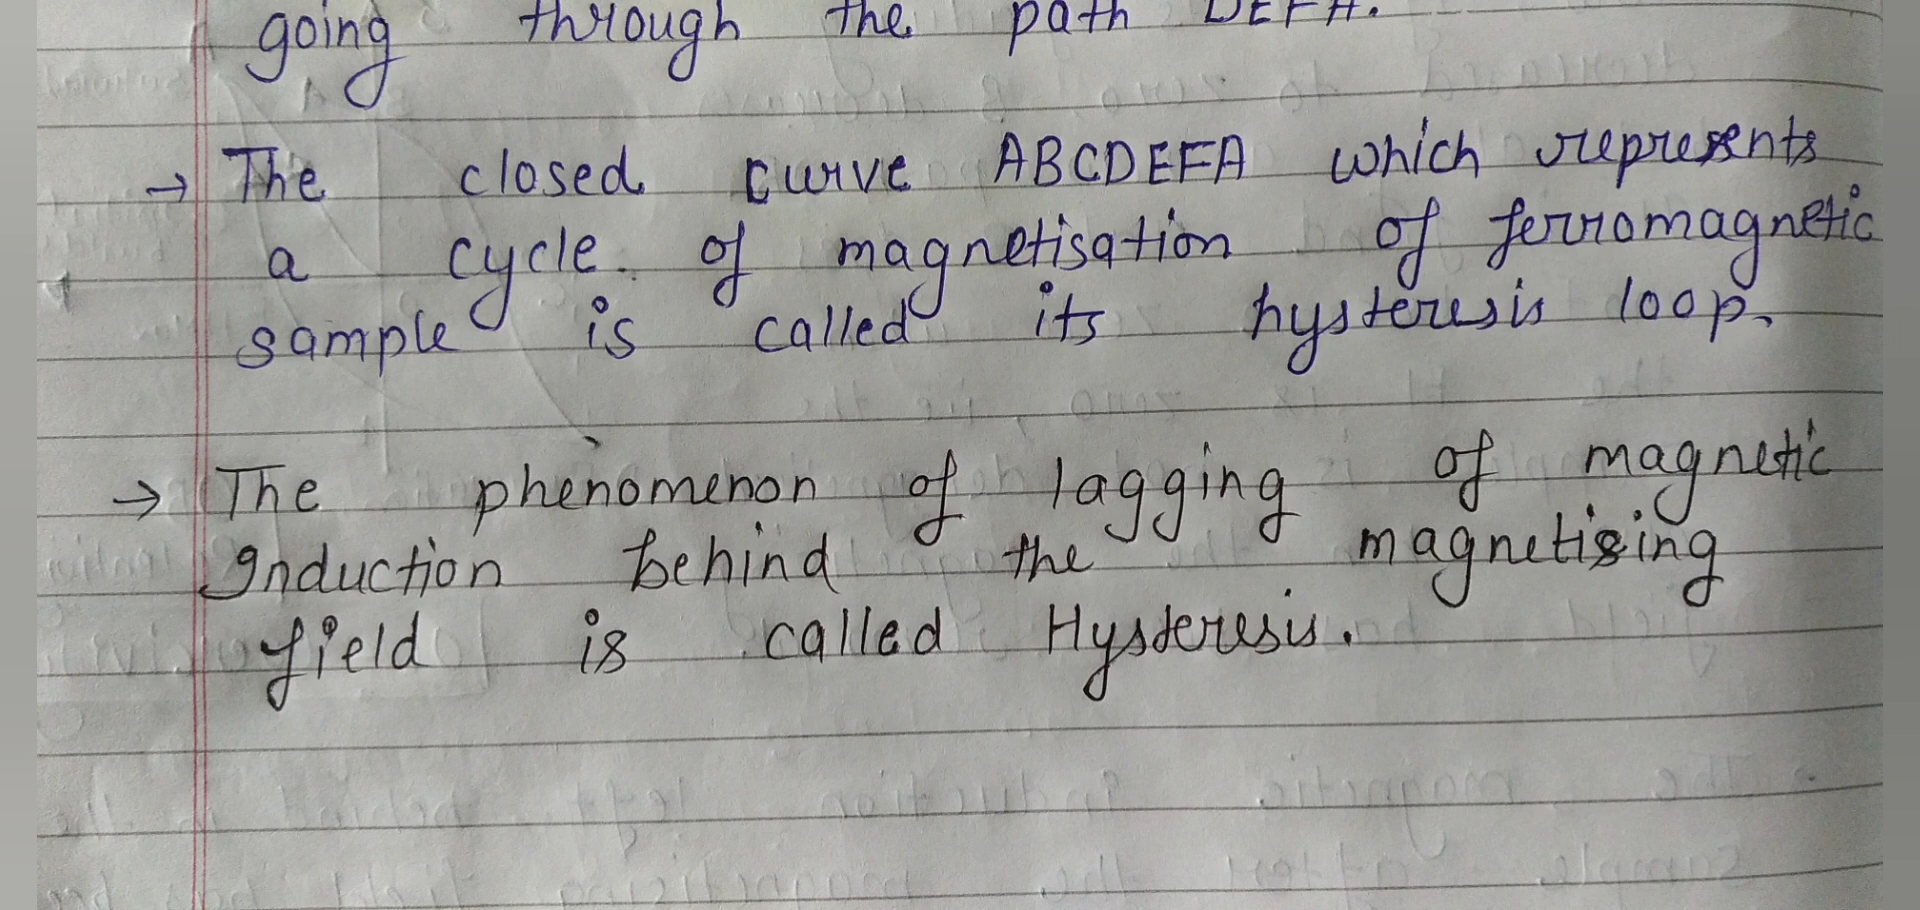 going through the path DEFA.
→ The closed curve ABCDEFA which represents
a cycle of magnetisation of ferromagnetic
sample is called its hysteresis loop.
→ The phenomenon of lagging of magnetic
Induction behind the magnetising
field is called Hysteresis.